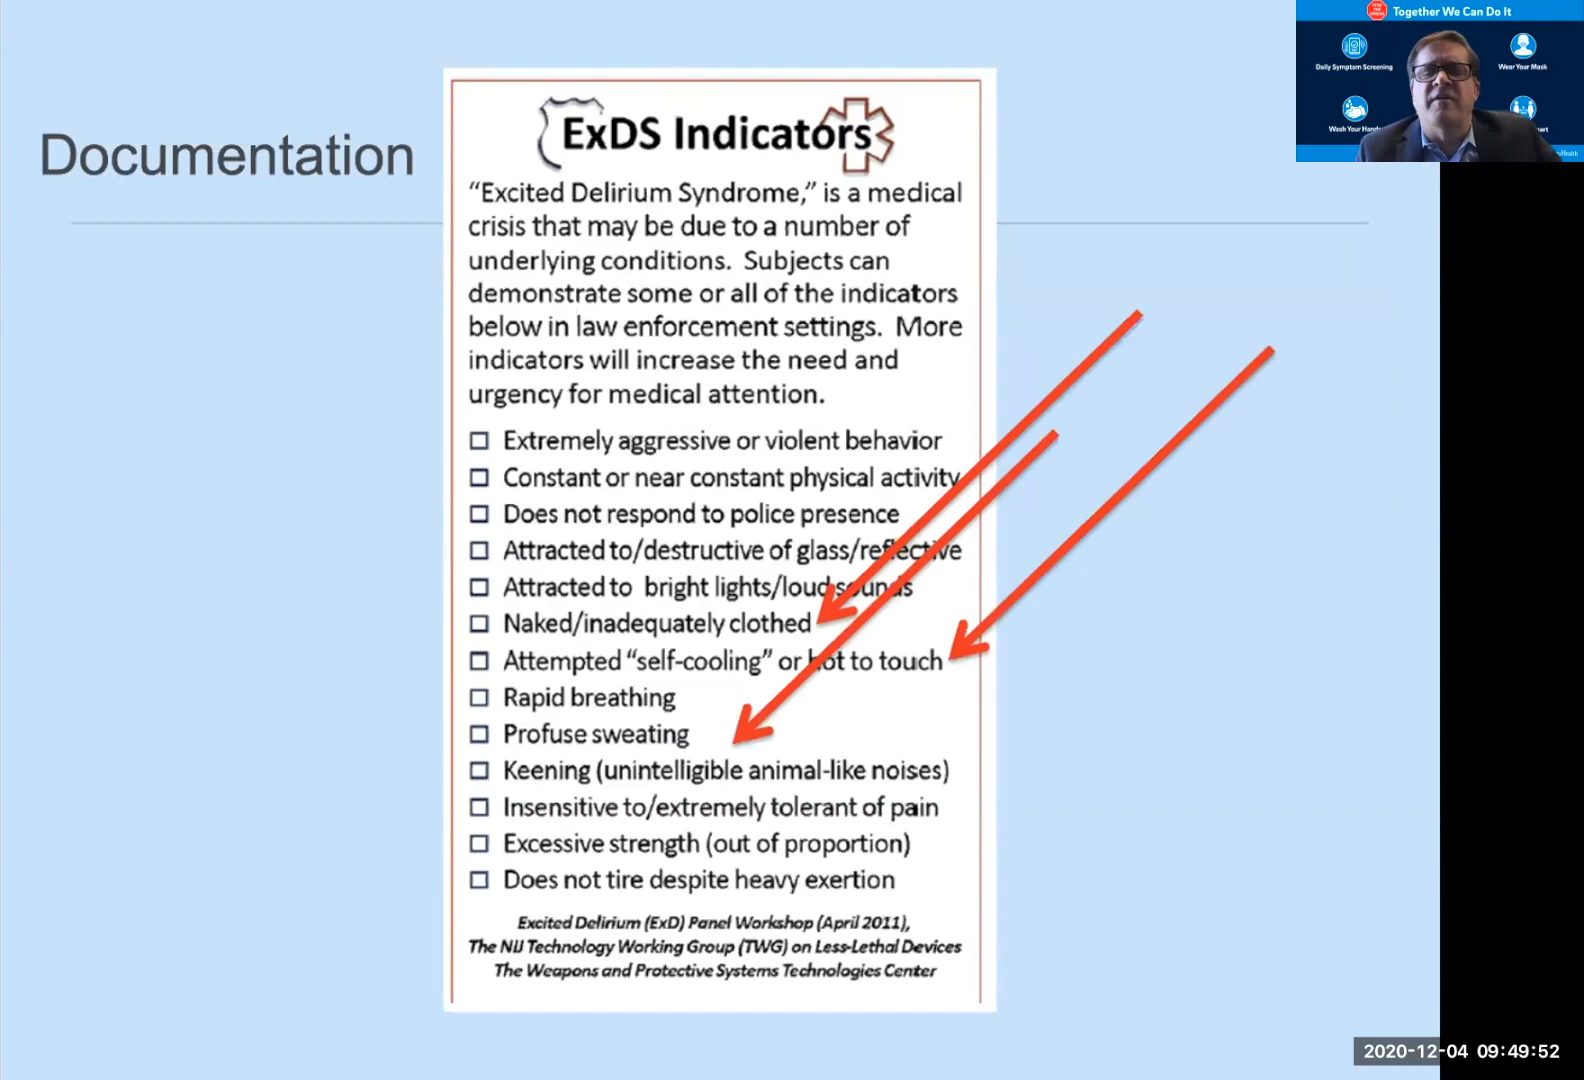 Together We Can Do It
Daily Symptom Screening
Wear Your Mask
Wash Your Hands
Documentation
ExDS Indicators
“Excited Delirium Syndrome,” is a medical
crisis that may be due to a number of
underlying conditions. Subjects can
demonstrate some or all of the indicators
below in law enforcement settings. More
indicators will increase the need and
urgency for medical attention.
Extremely aggressive or violent behavior
Constant or near constant physical activity
Does not respond to police presence
Attracted to/destructive of glass/reflective
Attracted to bright lights/loud sounds
Naked/inadequately clothed
Attempted “self-cooling” or hot to touch
Rapid breathing
Profuse sweating
Keening (unintelligible animal-like noises)
Insensitive to/extremely tolerant of pain
Excessive strength (out of proportion)
Does not tire despite heavy exertion
Excited Delirium (ExD) Panel Workshop (April 2011),
The NIJ Technology Working Group (TWG) on Less-Lethal Devices
The Weapons and Protective Systems Technologies Center
2020-12-04 09:49:52